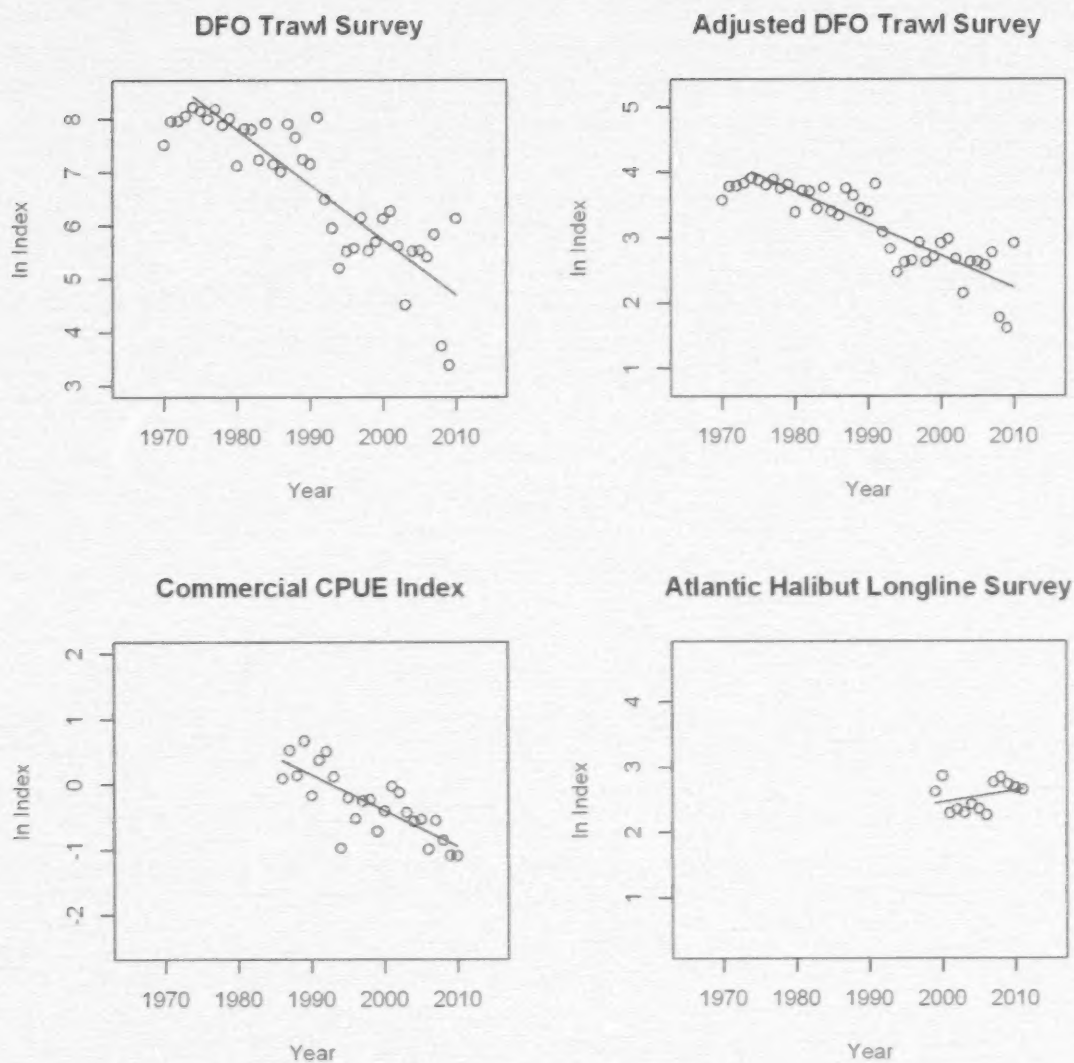 DFO Trawl Survey
Adjusted DFO Trawl Survey
ln Index
8
7
6
5
4
3
1970 1980 1990 2000 2010
Year
ln Index
5
4
3
2
1
1970 1980 1990 2000 2010
Year
Commercial CPUE Index
Atlantic Halibut Longline Survey
ln Index
2
1
0
-1
-2
1970 1980 1990 2000 2010
Year
ln Index
4
3
2
1
1970 1980 1990 2000 2010
Year